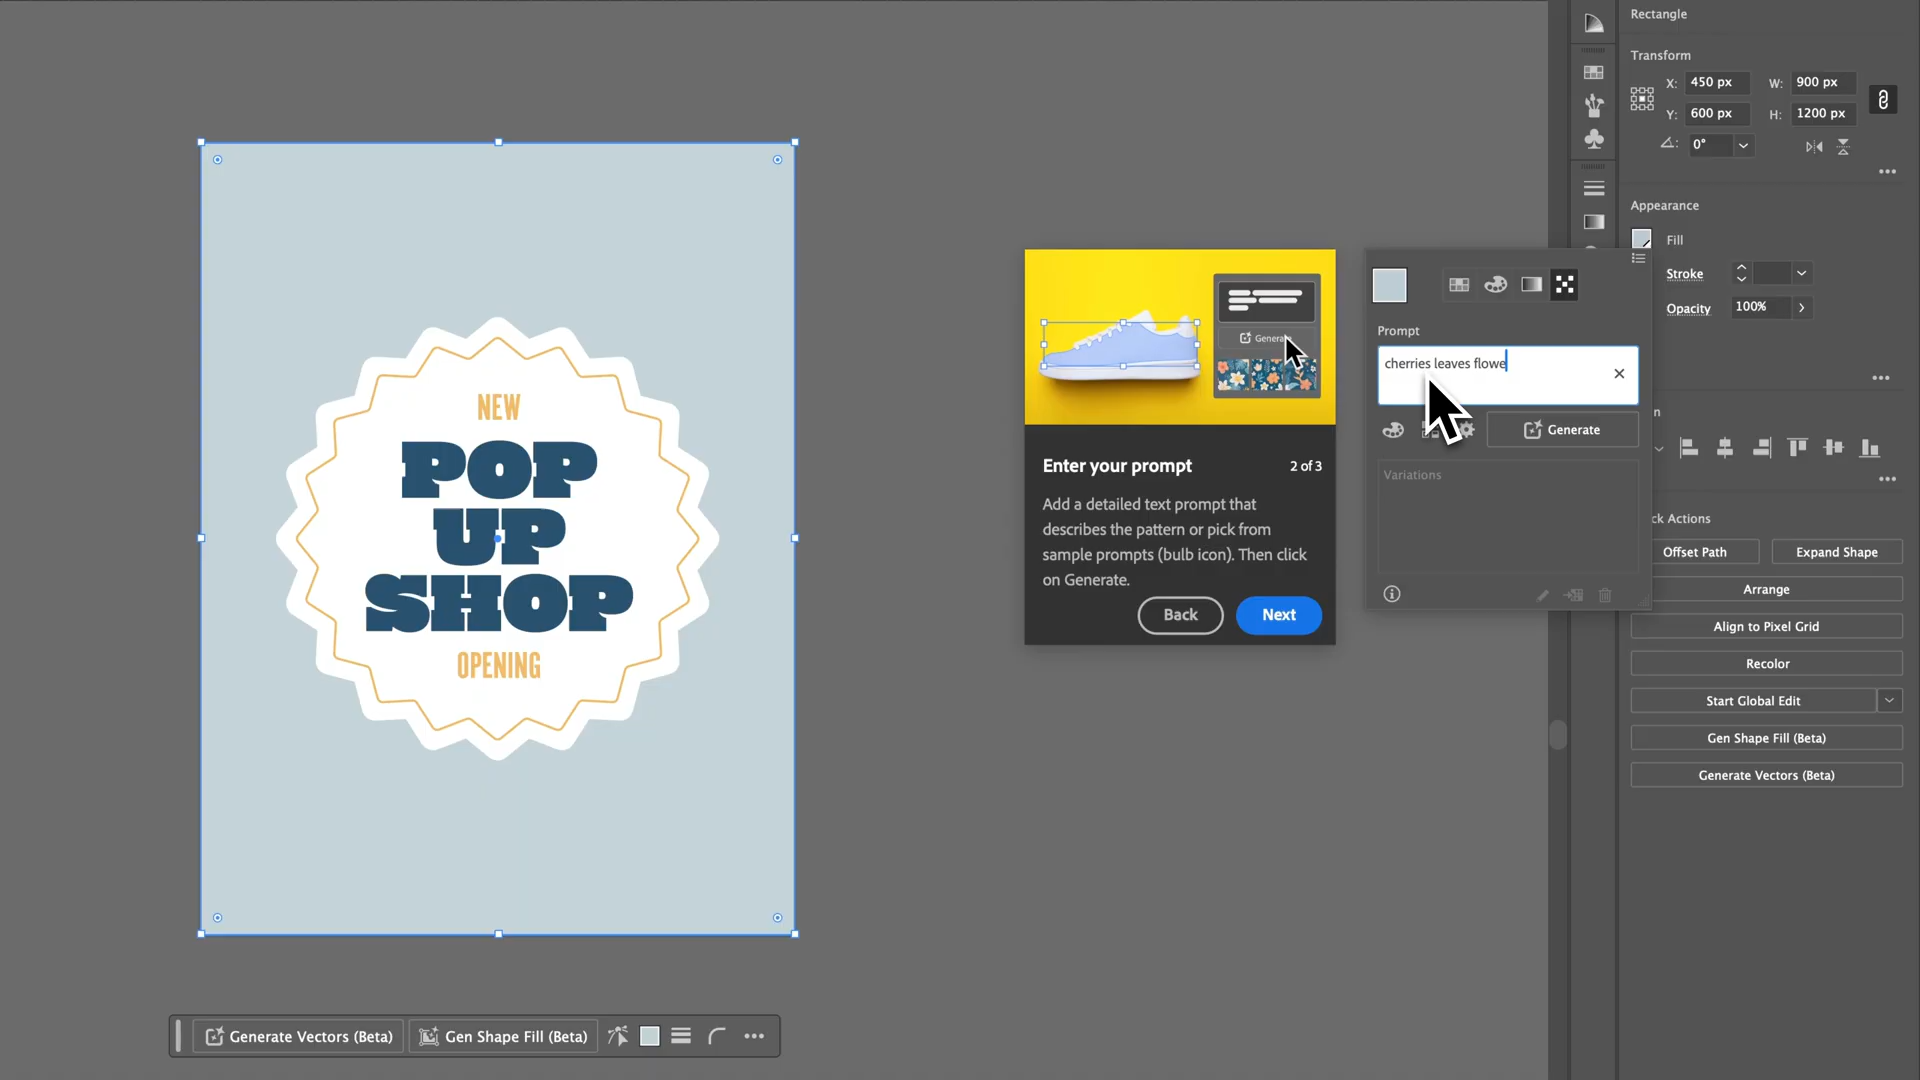 NEW
POP
UP
SHOP
OPENING
Generate Vectors (Beta)
Gen Shape Fill (Beta)
Enter your prompt
2 of 3
Add a detailed text prompt that
describes the pattern or pick from
sample prompts (bulb icon). Then click
on Generate.
Back
Next
Prompt
cherries leaves flowe
Generate
Variations
Rectangle
Transform
X: 450 px
W: 900 px
Y: 600 px
H: 1200 px
0°
Appearance
Fill
Stroke
Opacity
100%
Offset Path
Expand Shape
Arrange
Align to Pixel Grid
Recolor
Start Global Edit
Gen Shape Fill (Beta)
Generate Vectors (Beta)